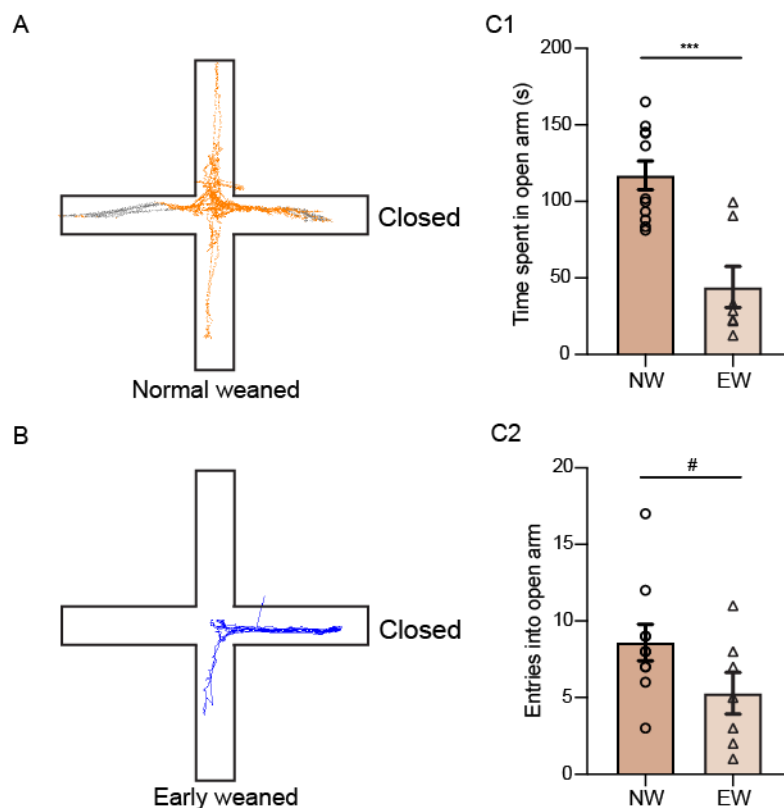 A
Closed
Normal weaned
B
Closed
Early weaned
C1
Time spent in open arm (s)
200
150
100
50
0
***
NW
EW
C2
Entries into open arm
20
15
10
5
0
#
NW
EW